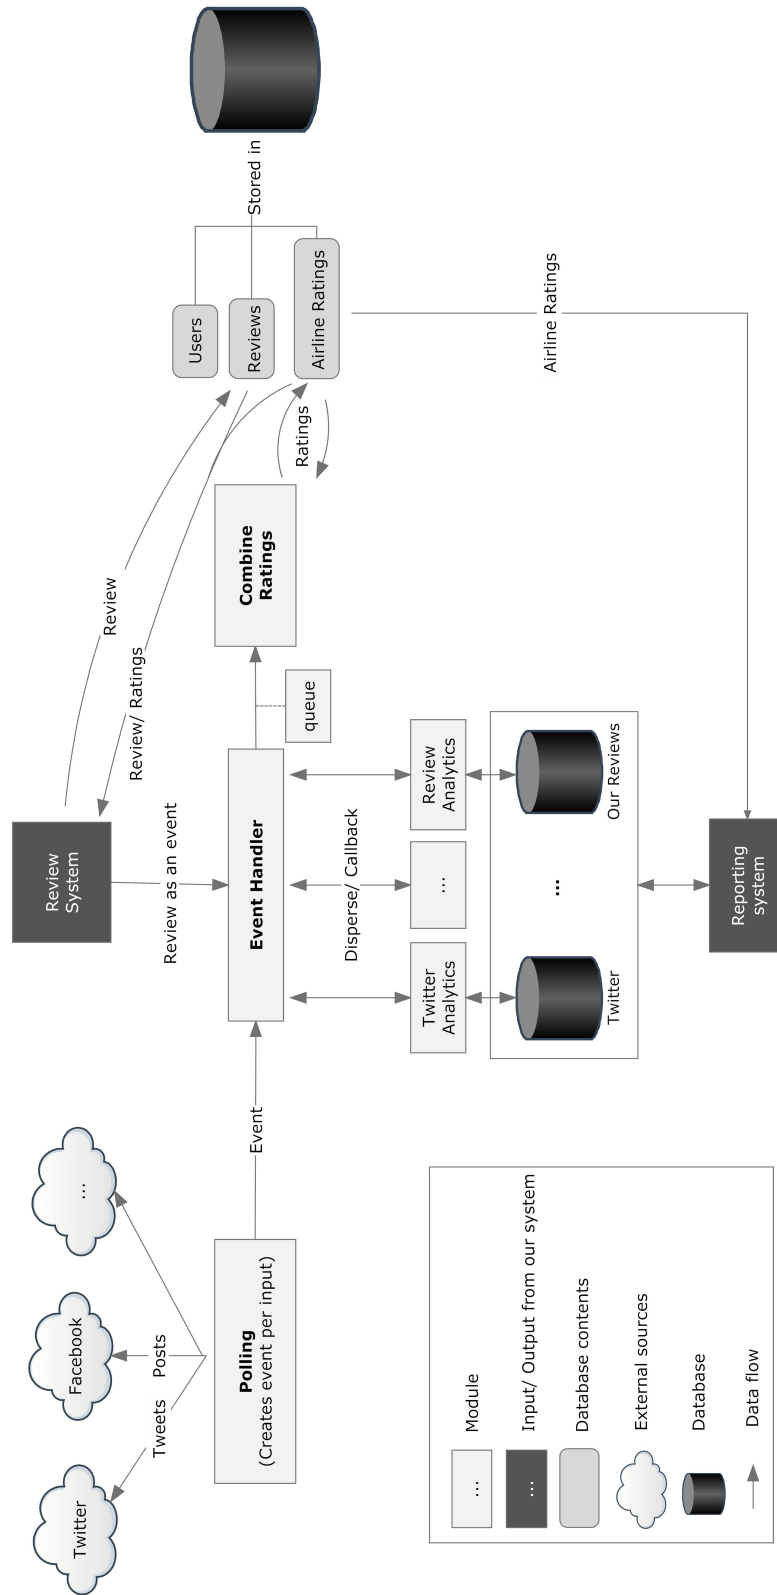 Twitter
Facebook
...
Tweets
Posts
Polling
(Creates event per input)
Event
Review
System
Review as an event
Event Handler
Review
Review/ Ratings
queue
Combine
Ratings
Ratings
Users
Reviews
Airline Ratings
Stored in
Airline Ratings
Disperse/ Callback
Twitter
Analytics
...
Review
Analytics
Twitter
...
Our Reviews
Reporting
system
...
Module
...
Input/ Output from our system
Database contents
External sources
Database
Data flow